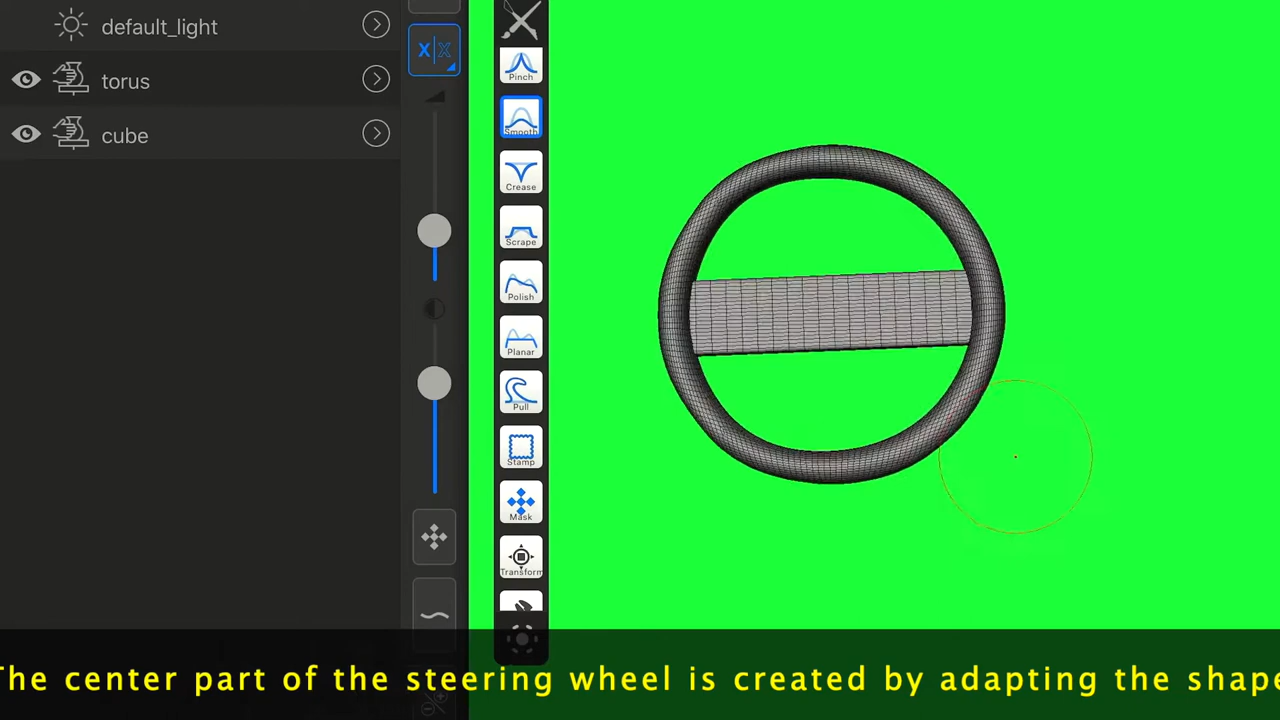 default_light
torus
cube
X|X
Pinch
Smooth
Crease
Scrape
Polish
Planar
Pull
Stamp
Mask
Transform
The center part of the steering wheel is created by adapting the shape